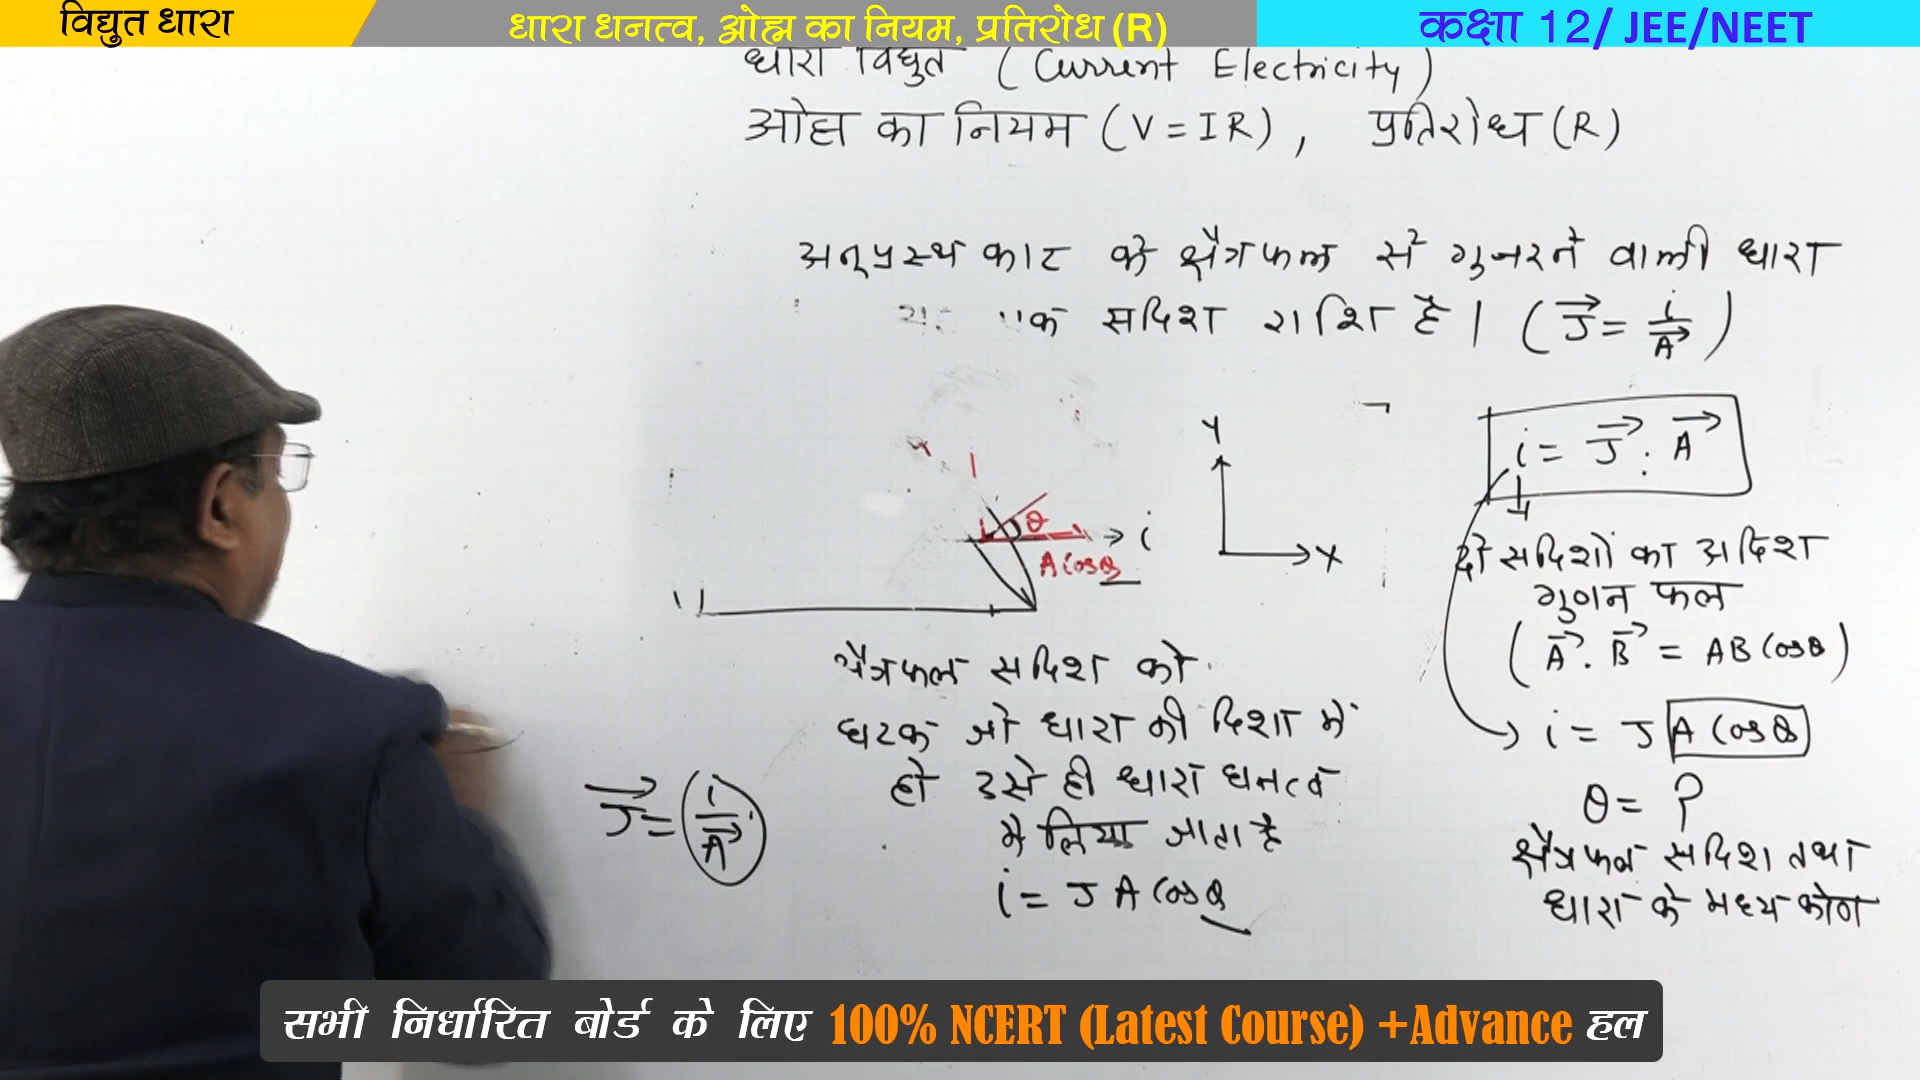 विद्युत धारा
धारा धनत्व, ओह्म का नियम, प्रतिरोध (R)
कक्षा 12/ JEE/NEET
धारा विद्युत (Current Electricity)
ओह्म का नियम (V = IR), प्रतिरोध (R)
अनुप्रस्थ काट के क्षेत्रफल से गुजरने वाली धारा
सदिश राशि है | (J⃗ = i/A⃗)
Y
X
θ
→ i
A cosθ
i = J⃗ . A⃗
दो सदिशों का अदिश
गुणन फल
(A⃗ . B⃗ = AB cosθ)
→ i = J A cosθ
θ = ?
क्षेत्रफल सदिश तथा
धारा के मध्य कोण
क्षेत्रफल सदिश को
घटक जो धारा की दिशा में
हो उसे ही धारा घनत्व
में लिया जाता है
i = J A cosθ
J⃗ = i/A⃗
सभी निर्धारित बोर्ड के लिए 100% NCERT (Latest Course) +Advance हल